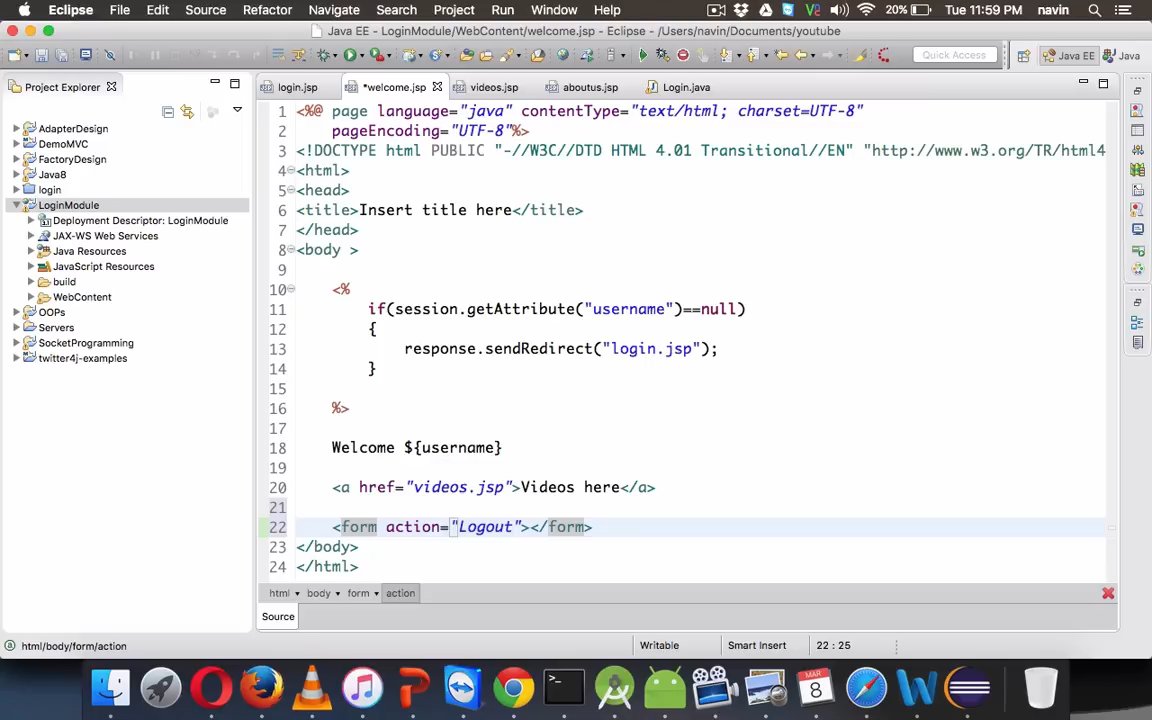 Eclipse File Edit Source Refactor Navigate Search Project Run Window Help 20% Tue 11:59 PM navin
Java EE - LoginModule/WebContent/welcome.jsp - Eclipse - /Users/navin/Documents/youtube
Quick Access Java EE Java
Project Explorer
login.jsp *welcome.jsp videos.jsp aboutus.jsp Login.java
AdapterDesign
DemoMVC
FactoryDesign
Java8
login
LoginModule
Deployment Descriptor: LoginModule
JAX-WS Web Services
Java Resources
JavaScript Resources
build
WebContent
OOPs
Servers
SocketProgramming
twitter4j-examples
1 <%@ page language="java" contentType="text/html; charset=UTF-8"
2 pageEncoding="UTF-8"%>
3 <!DOCTYPE html PUBLIC "-//W3C//DTD HTML 4.01 Transitional//EN" "http://www.w3.org/TR/html4
4 <html>
5 <head>
6 <title>Insert title here</title>
7 </head>
8 <body >
9
10 <%
11 if(session.getAttribute("username")==null)
12 {
13 response.sendRedirect("login.jsp");
14 }
15
16 %>
17
18 Welcome ${username}
19
20 <a href="videos.jsp">Videos here</a>
21
22 <form action="Logout"></form>
23 </body>
24 </html>
html body form action
Source
html/body/form/action Writable Smart Insert 22 : 25
8